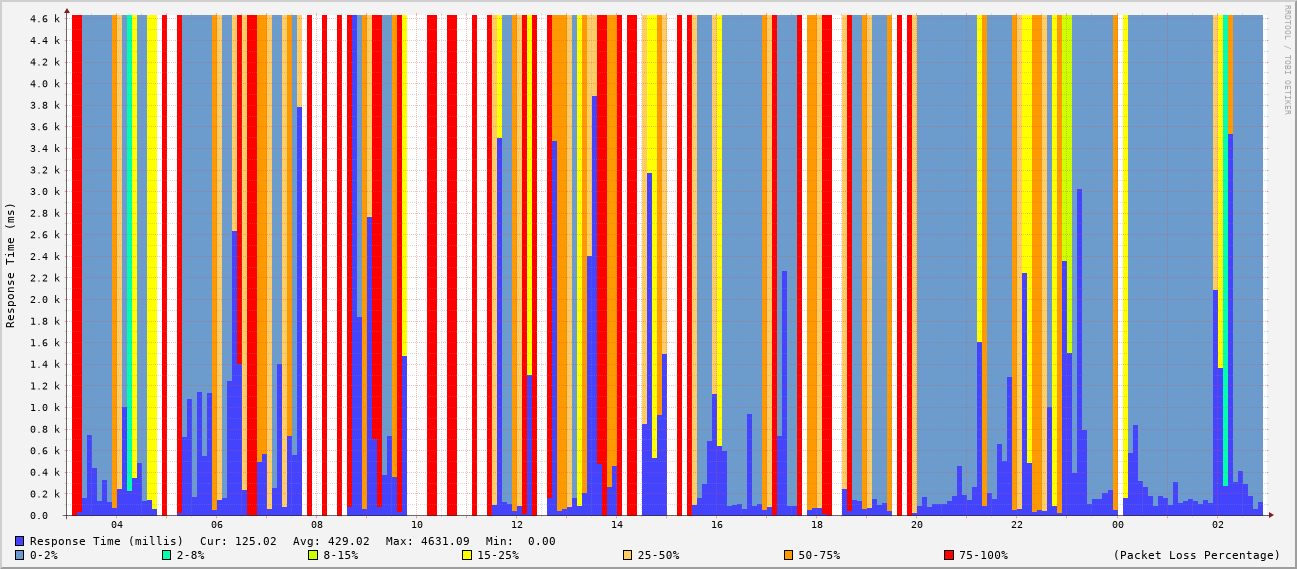 4.6 k
4.4 k
4.2 k
4.0 k
3.8 k
3.6 k
3.4 k
3.2 k
3.0 k
2.8 k
2.6 k
2.4 k
2.2 k
2.0 k
1.8 k
1.6 k
1.4 k
1.2 k
1.0 k
0.8 k
0.6 k
0.4 k
0.2 k
0.0
Response Time (ms)
RRDTOOL / TOBI OETIKER
04 06 08 10 12 14 16 18 20 22 00 02
Response Time (millis) Cur: 125.02 Avg: 429.02 Max: 4631.09 Min: 0.00
0-2% 2-8% 8-15% 15-25% 25-50% 50-75% 75-100% (Packet Loss Percentage)